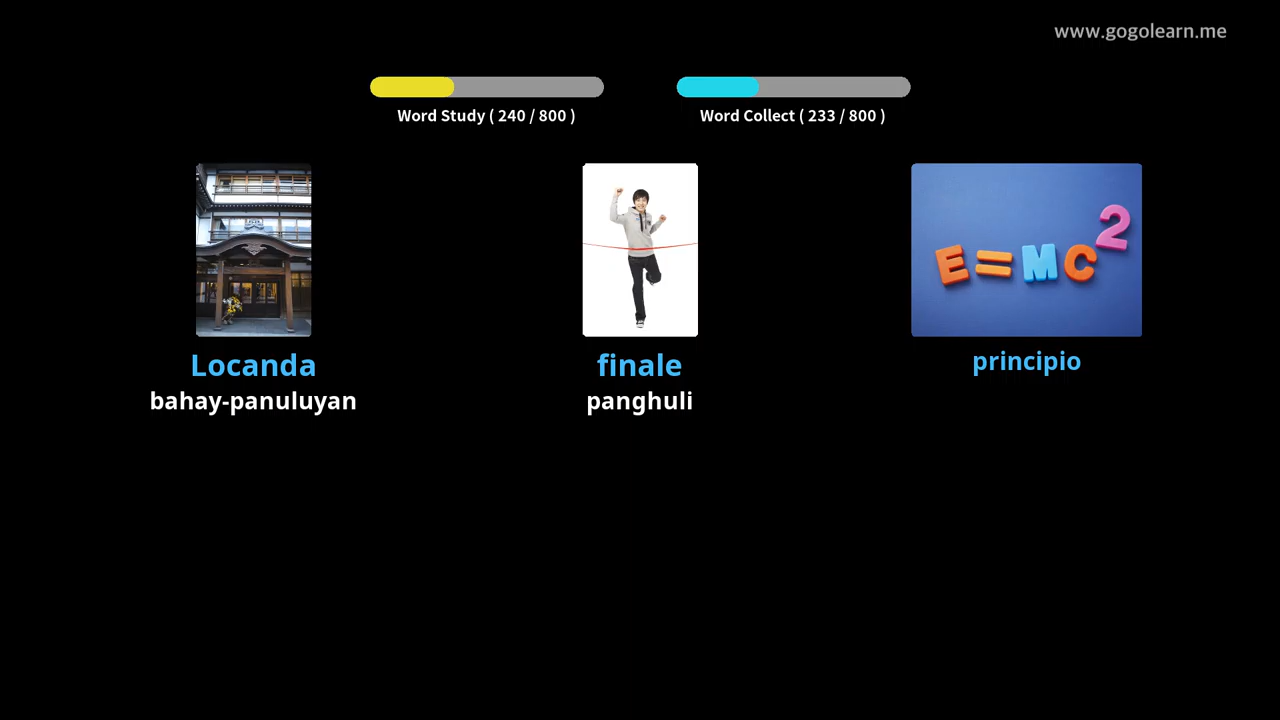 www.gogolearn.me
Word Study ( 240 / 800 )
Word Collect ( 233 / 800 )
E=MC²
Locanda
finale
principio
bahay-panuluyan
panghuli